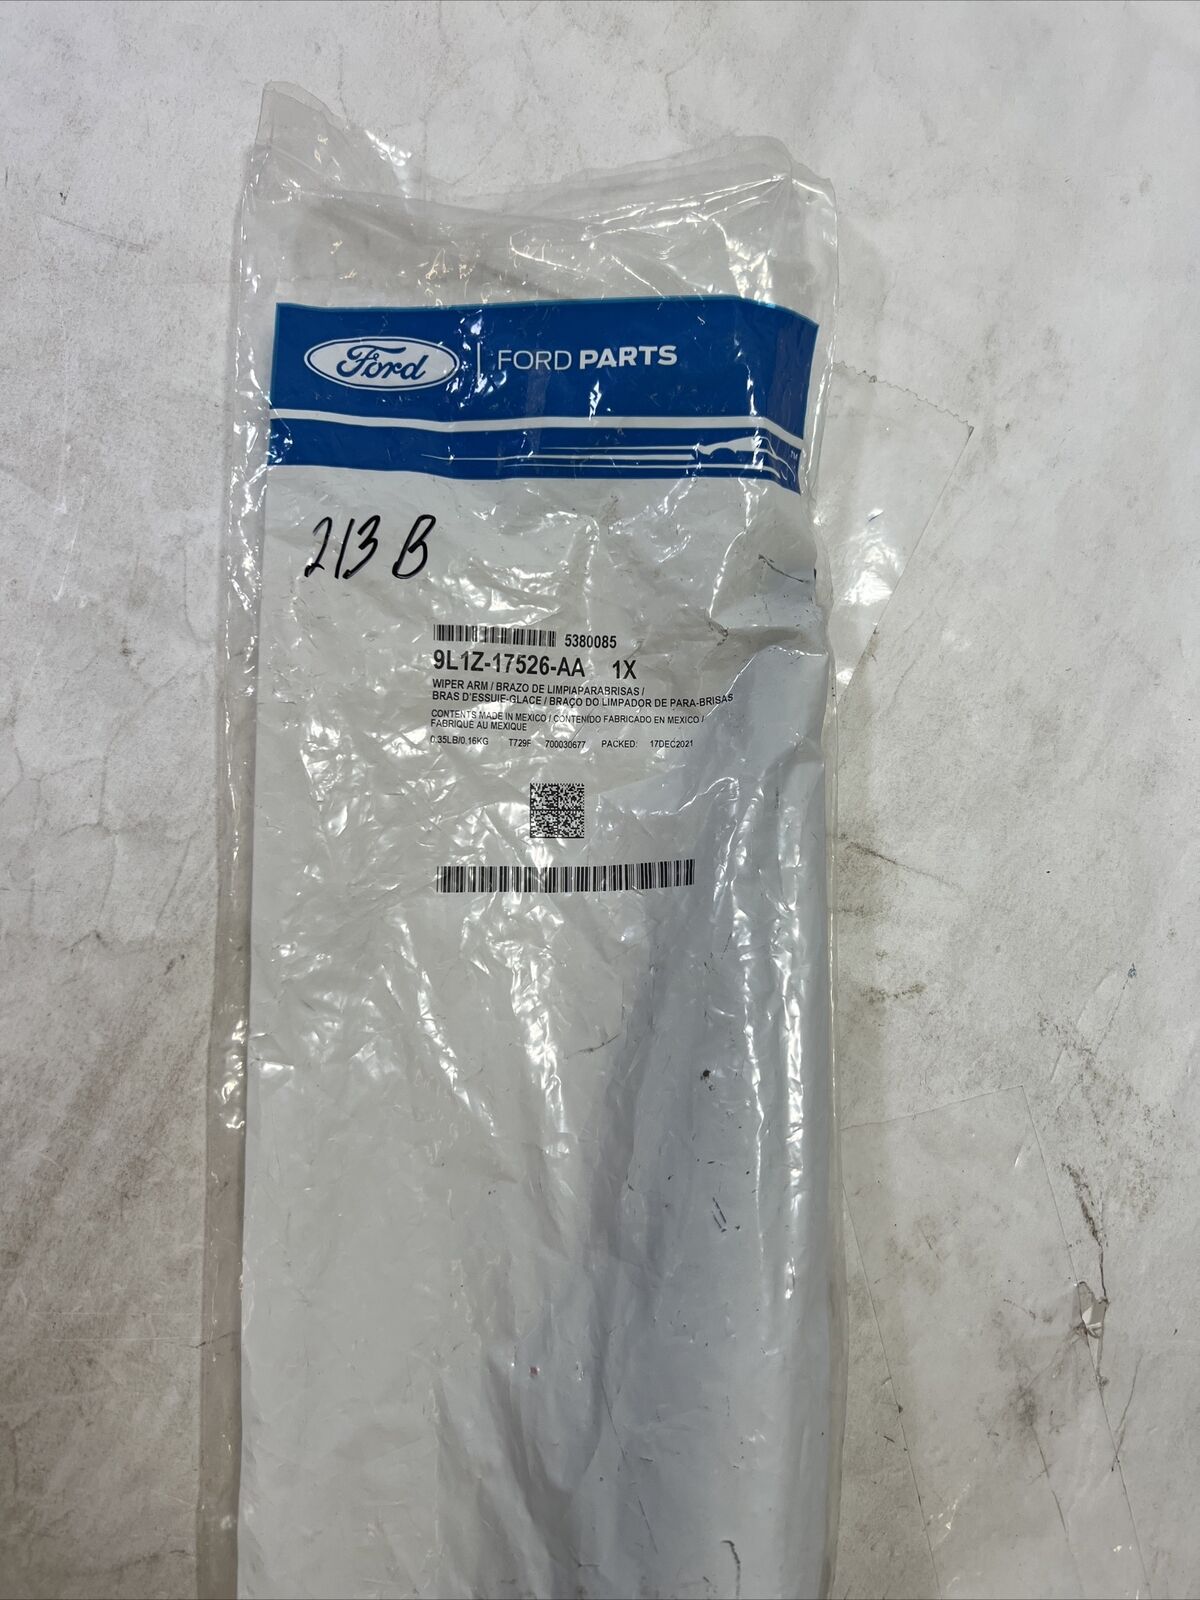 Ford | FORD PARTS
TM
213 B
5380085
9L1Z-17526-AA 1X
WIPER ARM / BRAZO DE LIMPIAPARABRISAS /
BRAS D'ESSUIE-GLACE / BRAÇO DO LIMPADOR DE PARA-BRISAS
CONTENTS MADE IN MEXICO / CONTENIDO FABRICADO EN MEXICO /
FABRIQUE AU MEXIQUE
0.35LB/0.16KG T729F 700030677 PACKED: 17DEC2021